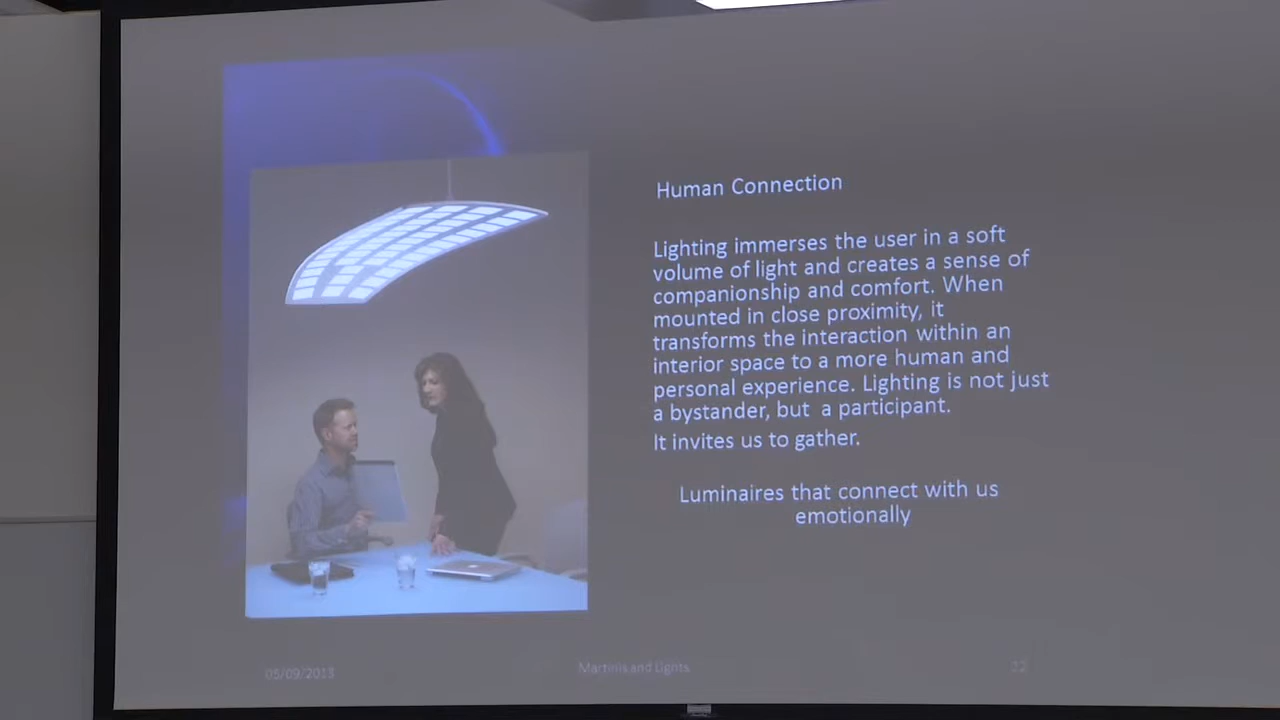 Human Connection
Lighting immerses the user in a soft
volume of light and creates a sense of
companionship and comfort. When
mounted in close proximity, it
transforms the interaction within an
interior space to a more human and
personal experience. Lighting is not just
a bystander, but a participant.
It invites us to gather.
Luminaires that connect with us
emotionally
05/09/2013
Martinis and Lights
12